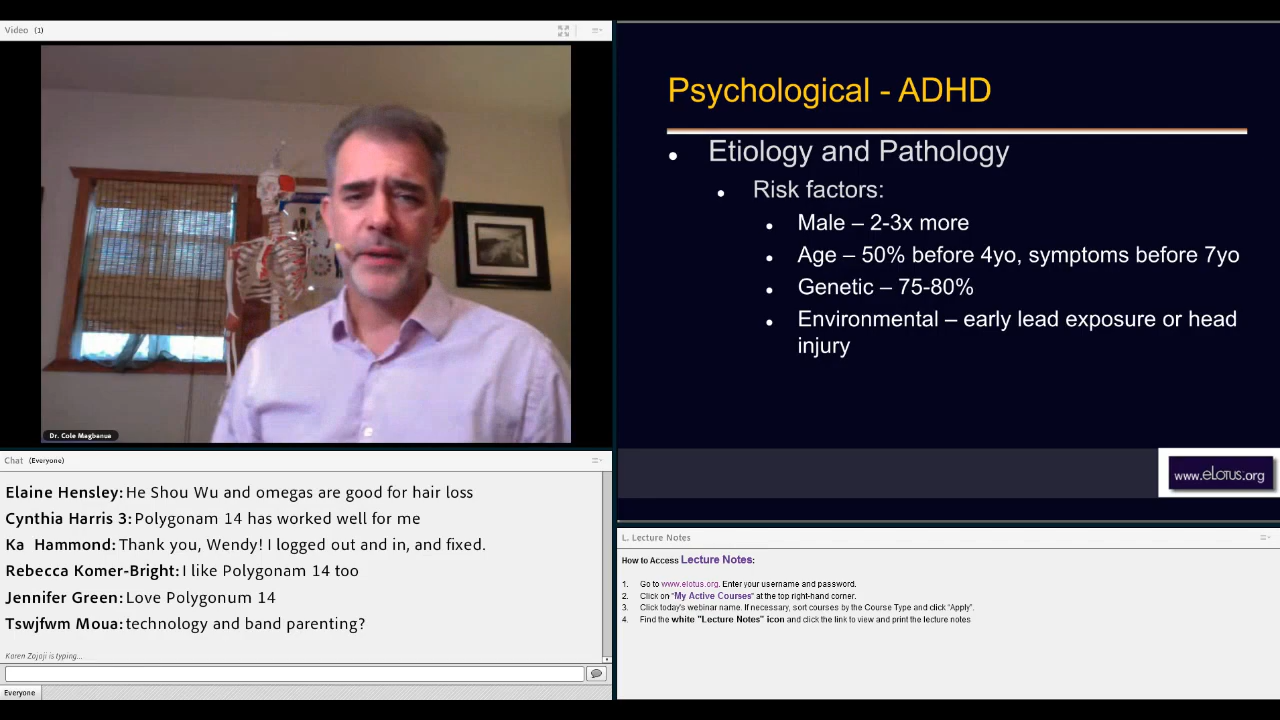 Video (1)
Dr. Cole Magbanua
Psychological - ADHD
Etiology and Pathology
Risk factors:
Male – 2-3x more
Age – 50% before 4yo, symptoms before 7yo
Genetic – 75-80%
Environmental – early lead exposure or head
injury
www.eLotus.org
Chat (Everyone)
Elaine Hensley: He Shou Wu and omegas are good for hair loss
Cynthia Harris 3: Polygonam 14 has worked well for me
Ka Hammond: Thank you, Wendy! I logged out and in, and fixed.
Rebecca Komer-Bright: I like Polygonam 14 too
Jennifer Green: Love Polygonum 14
Tswjfwm Moua: technology and band parenting?
Karen Zojaji is typing...
Everyone
L. Lecture Notes
How to Access Lecture Notes:
1. Go to www.elotus.org. Enter your username and password.
2. Click on "My Active Courses" at the top right-hand corner.
3. Click today's webinar name. If necessary, sort courses by the Course Type and click "Apply".
4. Find the white "Lecture Notes" icon and click the link to view and print the lecture notes